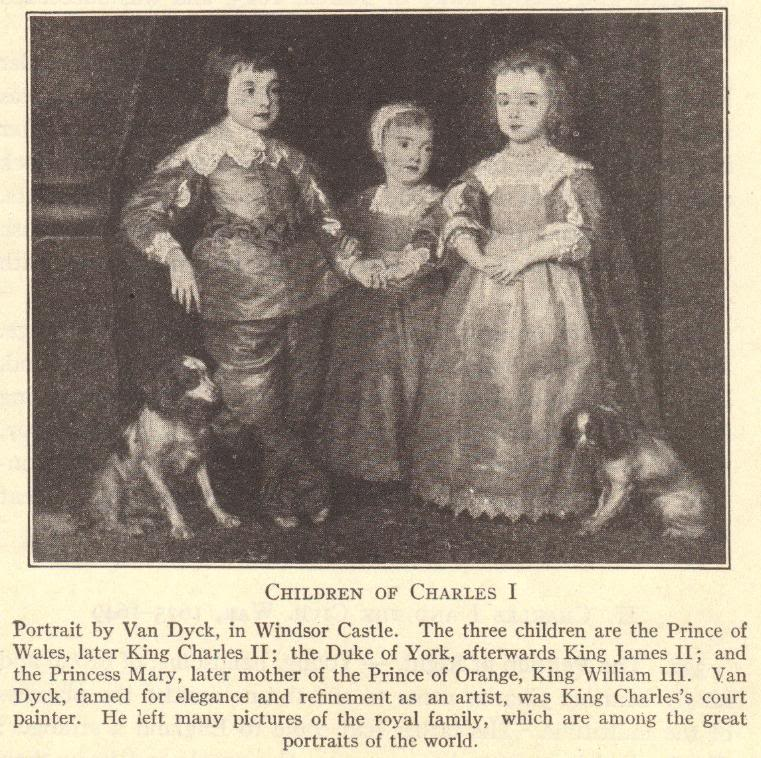 CHILDREN OF CHARLES I
Portrait by Van Dyck, in Windsor Castle. The three children are the Prince of
Wales, later King Charles II; the Duke of York, afterwards King James II; and
the Princess Mary, later mother of the Prince of Orange, King William III. Van
Dyck, famed for elegance and refinement as an artist, was King Charles's court
painter. He left many pictures of the royal family, which are among the great
portraits of the world.